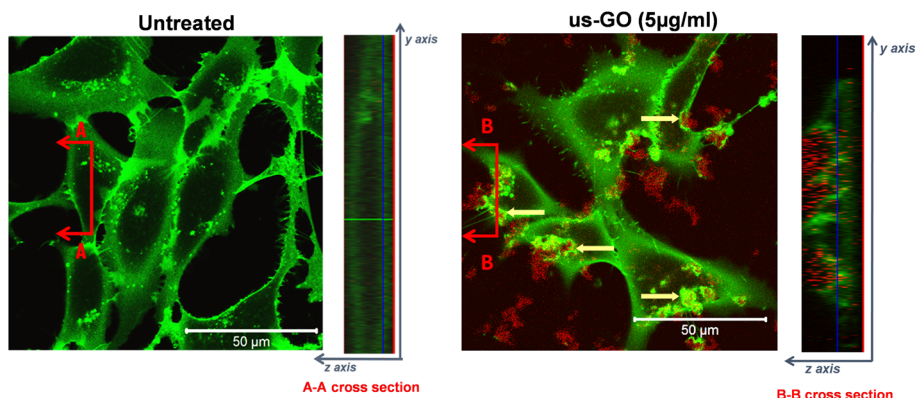 Untreated
us-GO (5µg/ml)
y axis
y axis
A
A
B
B
50 µm
50 µm
z axis
z axis
A-A cross section
B-B cross section